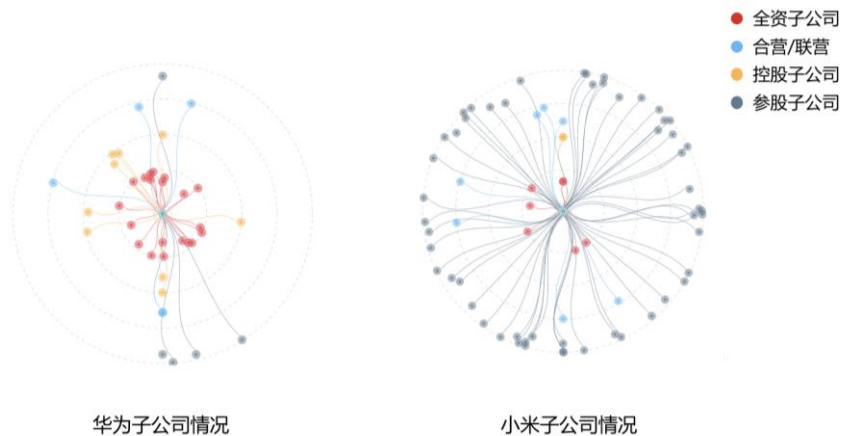 全资子公司
合营/联营
控股子公司
参股子公司
华为子公司情况
小米子公司情况